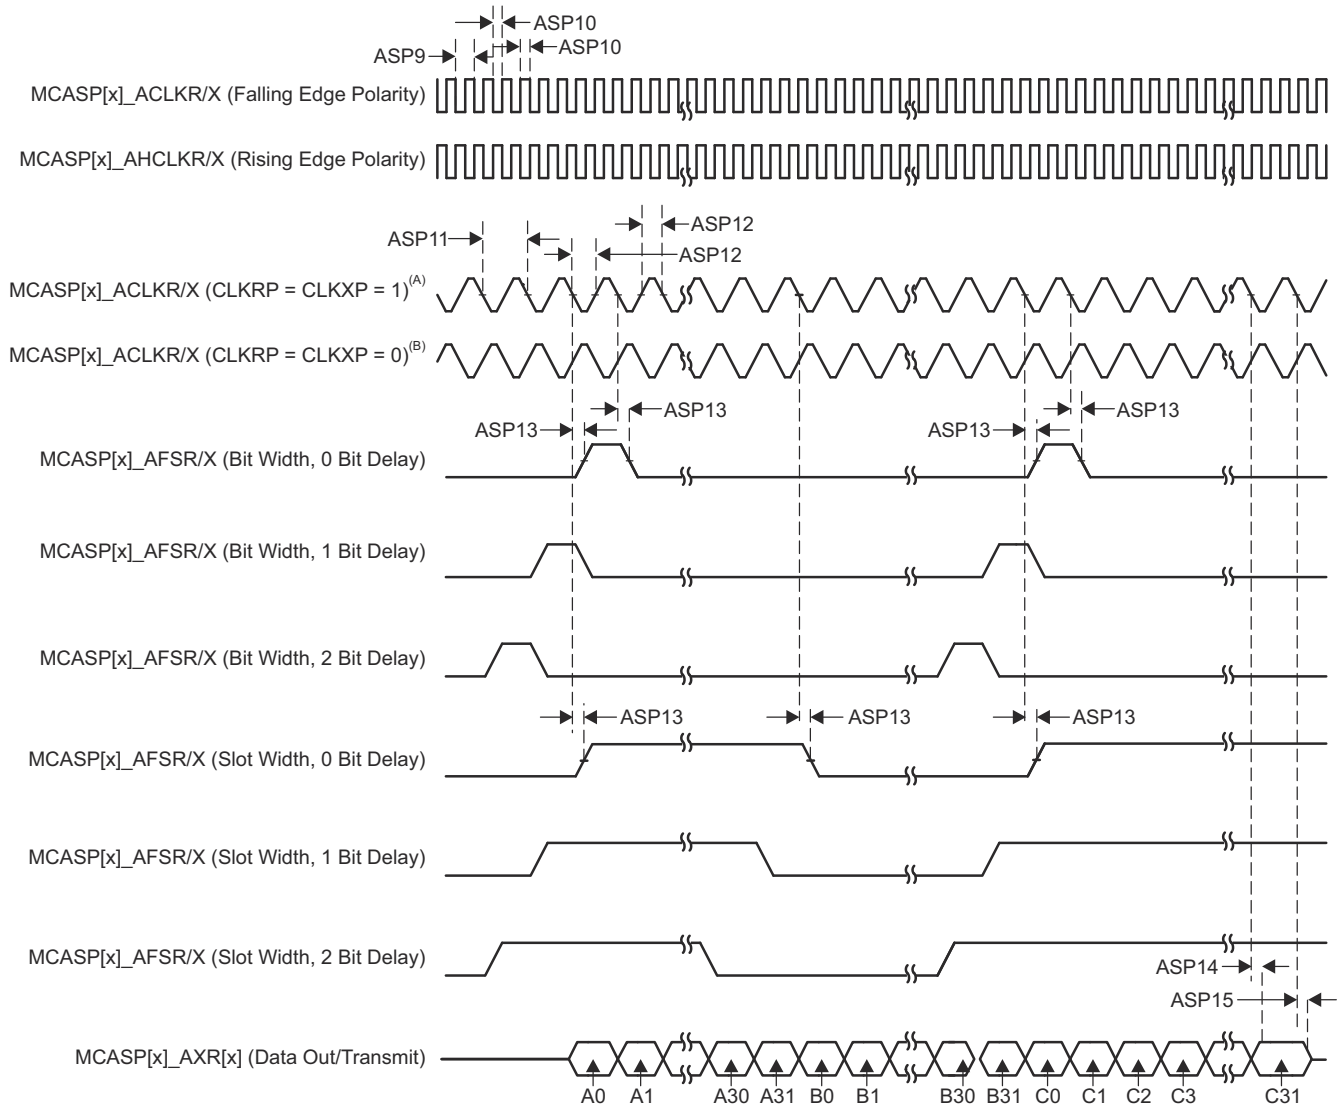 ASP10
ASP9
ASP10
MCASP[x]_ACLKR/X (Falling Edge Polarity)
MCASP[x]_AHCLKR/X (Rising Edge Polarity)
ASP12
ASP11
ASP12
MCASP[x]_ACLKR/X (CLKRP = CLKXP = 1)(A)
MCASP[x]_ACLKR/X (CLKRP = CLKXP = 0)(B)
ASP13 ASP13
ASP13 ASP13
MCASP[x]_AFSR/X (Bit Width, 0 Bit Delay)
MCASP[x]_AFSR/X (Bit Width, 1 Bit Delay)
MCASP[x]_AFSR/X (Bit Width, 2 Bit Delay)
ASP13 ASP13 ASP13
MCASP[x]_AFSR/X (Slot Width, 0 Bit Delay)
MCASP[x]_AFSR/X (Slot Width, 1 Bit Delay)
MCASP[x]_AFSR/X (Slot Width, 2 Bit Delay)
ASP14
ASP15
MCASP[x]_AXR[x] (Data Out/Transmit)
A0 A1 A30 A31 B0 B1 B30 B31 C0 C1 C2 C3 C31